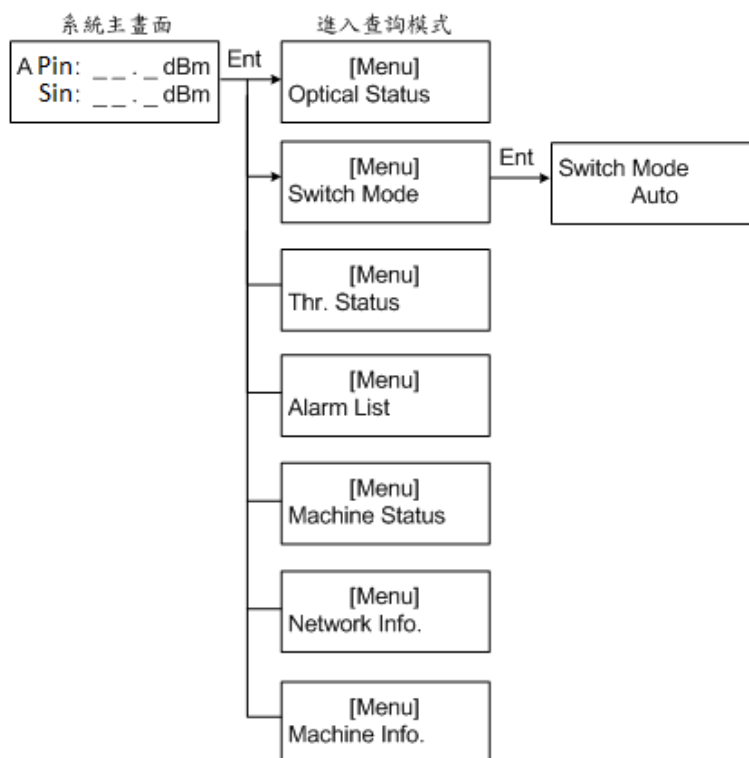 系統主畫面
進入查詢模式
A Pin: _ _ . _ dBm
Sin: _ _ . _ dBm
Ent
[Menu]
Optical Status
[Menu]
Switch Mode
Ent
Switch Mode
Auto
[Menu]
Thr. Status
[Menu]
Alarm List
[Menu]
Machine Status
[Menu]
Network Info.
[Menu]
Machine Info.